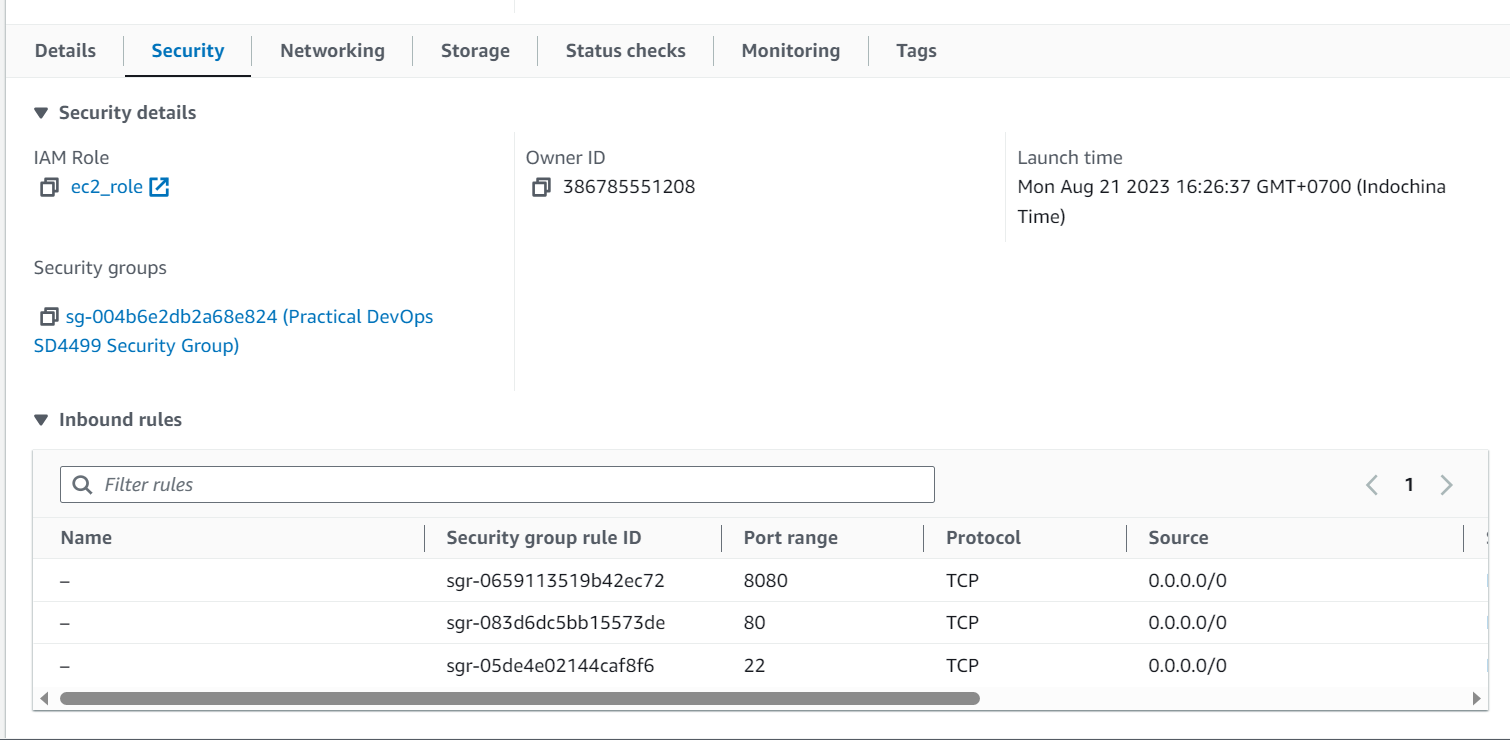 Details Security Networking Storage Status checks Monitoring Tags
Security details
IAM Role
ec2_role
Owner ID
386785551208
Launch time
Mon Aug 21 2023 16:26:37 GMT+0700 (Indochina
Time)
Security groups
sg-004b6e2db2a68e824 (Practical DevOps
SD4499 Security Group)
Inbound rules
Filter rules
1
Name Security group rule ID Port range Protocol Source
– sgr-0659113519b42ec72 8080 TCP 0.0.0.0/0
– sgr-083d6dc5bb15573de 80 TCP 0.0.0.0/0
– sgr-05de4e02144caf8f6 22 TCP 0.0.0.0/0